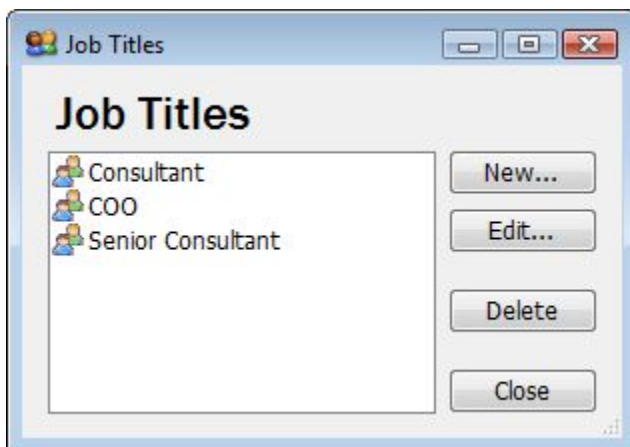 Job Titles
Job Titles
Consultant
COO
Senior Consultant
New...
Edit...
Delete
Close